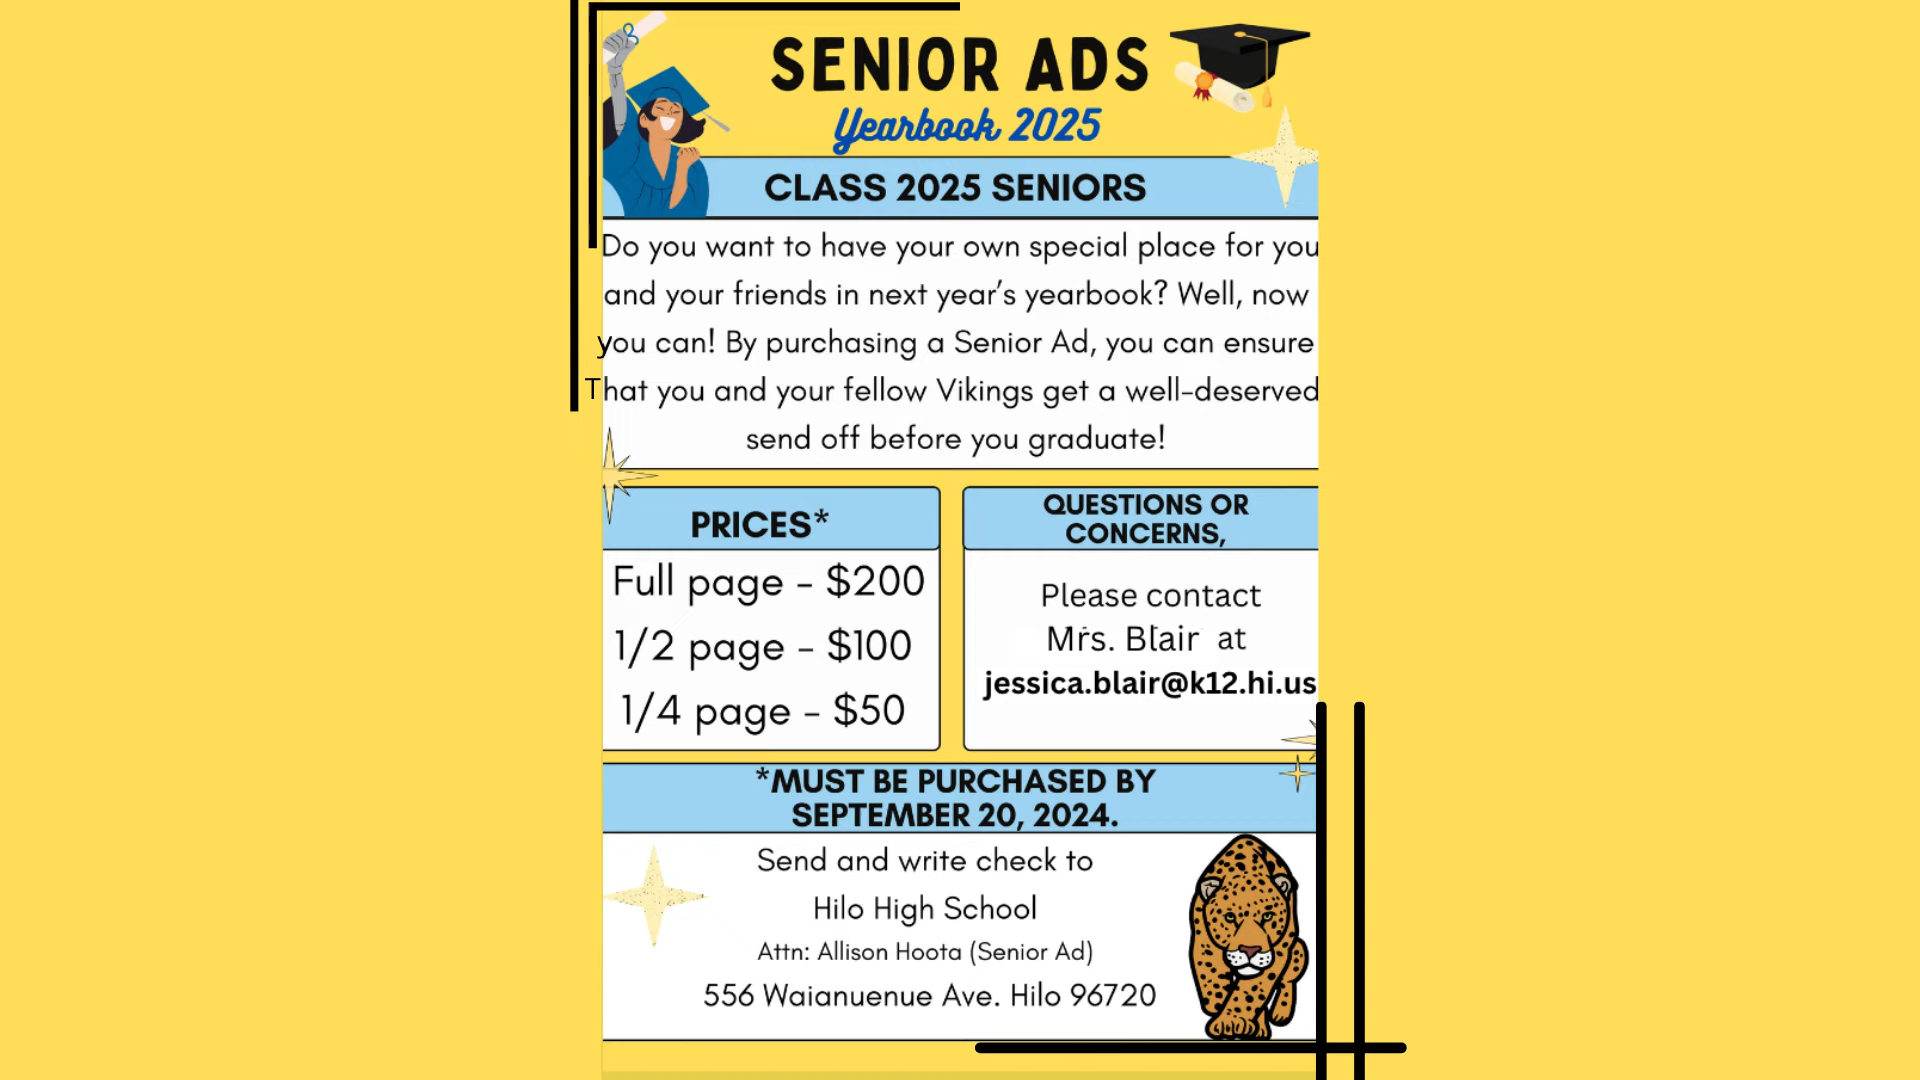 SENIOR ADS
Yearbook 2025
CLASS 2025 SENIORS
Do you want to have your own special place for you
and your friends in next year's yearbook? Well, now
you can! By purchasing a Senior Ad, you can ensure
That you and your fellow Vikings get a well-deserved
send off before you graduate!
PRICES*
Full page - $200
1/2 page - $100
1/4 page - $50
QUESTIONS OR
CONCERNS,
Please contact
Mrs. Blair at
jessica.blair@k12.hi.us
*MUST BE PURCHASED BY
SEPTEMBER 20, 2024.
Send and write check to
Hilo High School
Attn: Allison Hoota (Senior Ad)
556 Waianuenue Ave. Hilo 96720